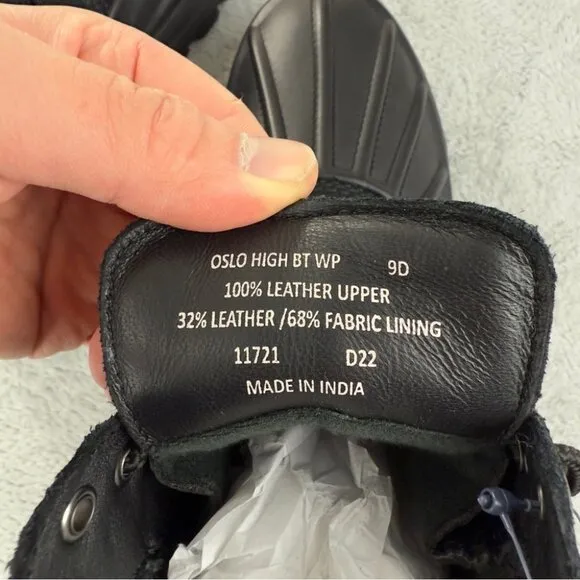 OSLO HIGH BT WP 9D
100% LEATHER UPPER
32% LEATHER /68% FABRIC LINING
11721 D22
MADE IN INDIA